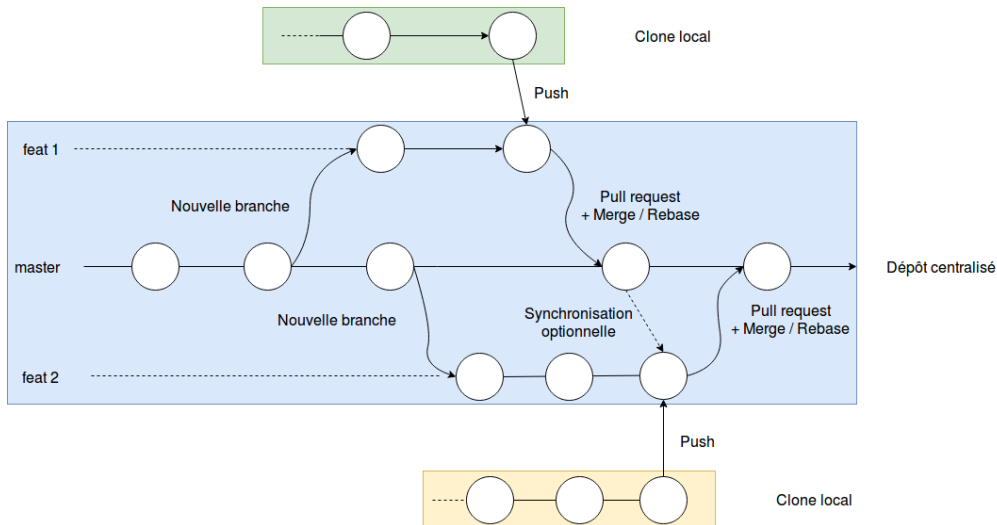 Clone local
Push
feat 1
Nouvelle branche
Pull request
+ Merge / Rebase
master
Dépôt centralisé
Nouvelle branche
Synchronisation
optionnelle
Pull request
+ Merge / Rebase
feat 2
Push
Clone local